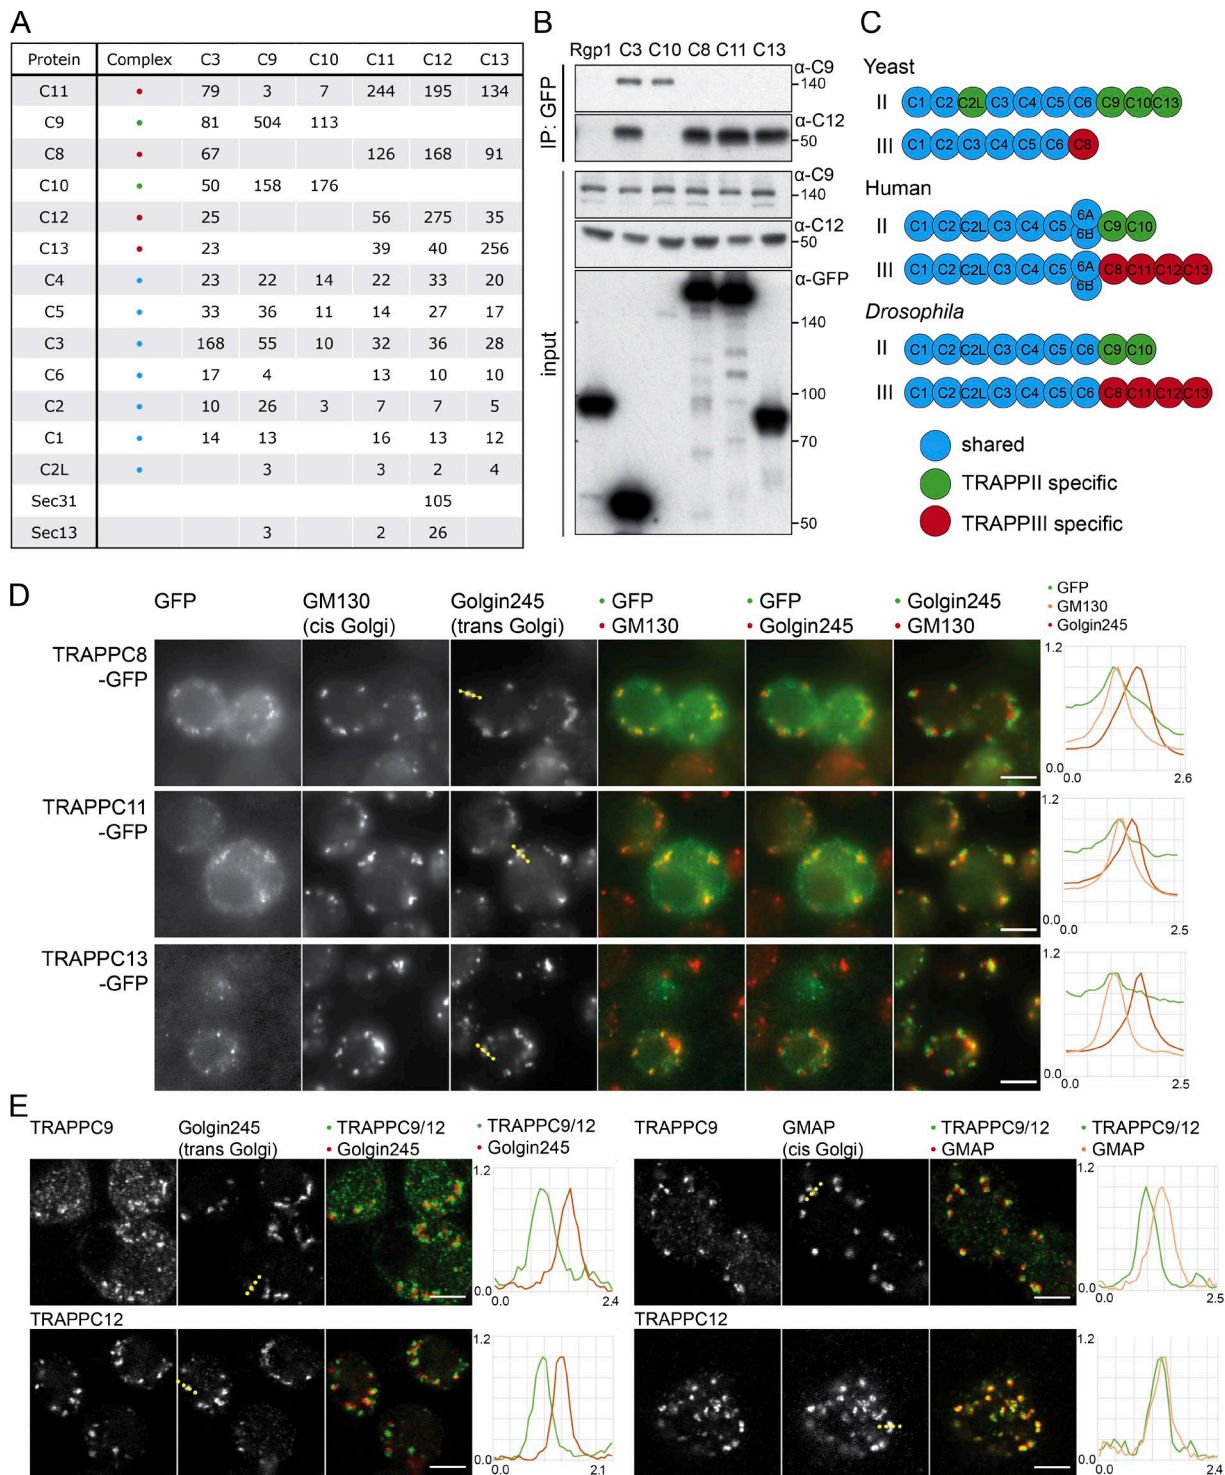 A
Protein Complex C3 C9 C10 C11 C12 C13
C11 79 3 7 244 195 134
C9 81 504 113
C8 67 126 168 91
C10 50 158 176
C12 25 56 275 35
C13 23 39 40 256
C4 23 22 14 22 33 20
C5 33 36 11 14 27 17
C3 168 55 10 32 36 28
C6 17 4 13 10 10
C2 10 26 3 7 7 5
C1 14 13 16 13 12
C2L 3 3 2 4
Sec31 105
Sec13 3 2 26
B
Rgp1 C3 C10 C8 C11 C13
IP: GFP
α-C9
140
α-C12
50
input
α-C9
140
α-C12
50
α-GFP
140
100
70
50
C
Yeast
II C1 C2 C2L C3 C4 C5 C6 C9 C10 C13
III C1 C2 C3 C4 C5 C6 C8
Human
II C1 C2 C2L C3 C4 C5 6A 6B C9 C10
III C1 C2 C2L C3 C4 C5 6A 6B C8 C11 C12 C13
Drosophila
II C1 C2 C2L C3 C4 C5 C6 C9 C10
III C1 C2 C2L C3 C4 C5 C6 C8 C11 C12 C13
shared
TRAPPII specific
TRAPPIII specific
D
GFP GM130 Golgin245 GFP GFP Golgin245
(cis Golgi) (trans Golgi) GM130 Golgin245 GM130
GFP
GM130
Golgin245
TRAPPC8
-GFP
1.2
0.0
0.0 2.6
TRAPPC11
-GFP
1.2
0.0
0.0 2.5
TRAPPC13
-GFP
1.2
0.0
0.0 2.5
E
TRAPPC9 Golgin245 TRAPPC9/12 TRAPPC9/12
(trans Golgi) Golgin245 Golgin245
1.2
0.0
0.0 2.4
TRAPPC12
1.2
0.0
0.0 2.1
TRAPPC9 GMAP TRAPPC9/12 TRAPPC9/12
(cis Golgi) GMAP GMAP
1.2
0.0
0.0 2.5
TRAPPC12
1.2
0.0
0.0 2.4